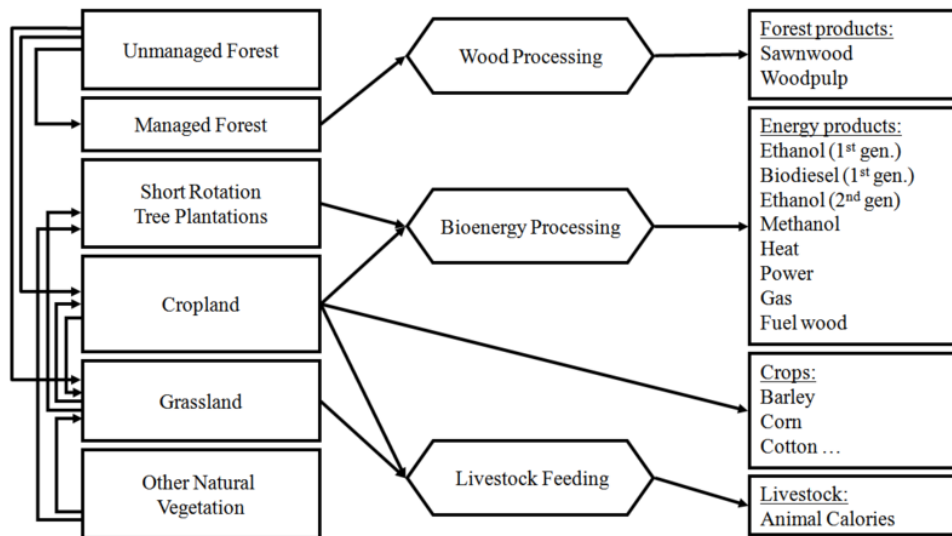 Unmanaged Forest
Managed Forest
Short Rotation
Tree Plantations
Cropland
Grassland
Other Natural
Vegetation
Wood Processing
Bioenergy Processing
Livestock Feeding
Forest products:
Sawnwood
Woodpulp
Energy products:
Ethanol (1st gen.)
Biodiesel (1st gen.)
Ethanol (2nd gen)
Methanol
Heat
Power
Gas
Fuel wood
Crops:
Barley
Corn
Cotton …
Livestock:
Animal Calories